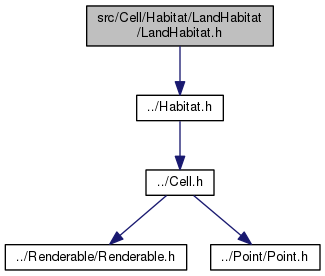 src/Cell/Habitat/LandHabitat
/LandHabitat.h
../Habitat.h
../Cell.h
../Renderable/Renderable.h
../Point/Point.h